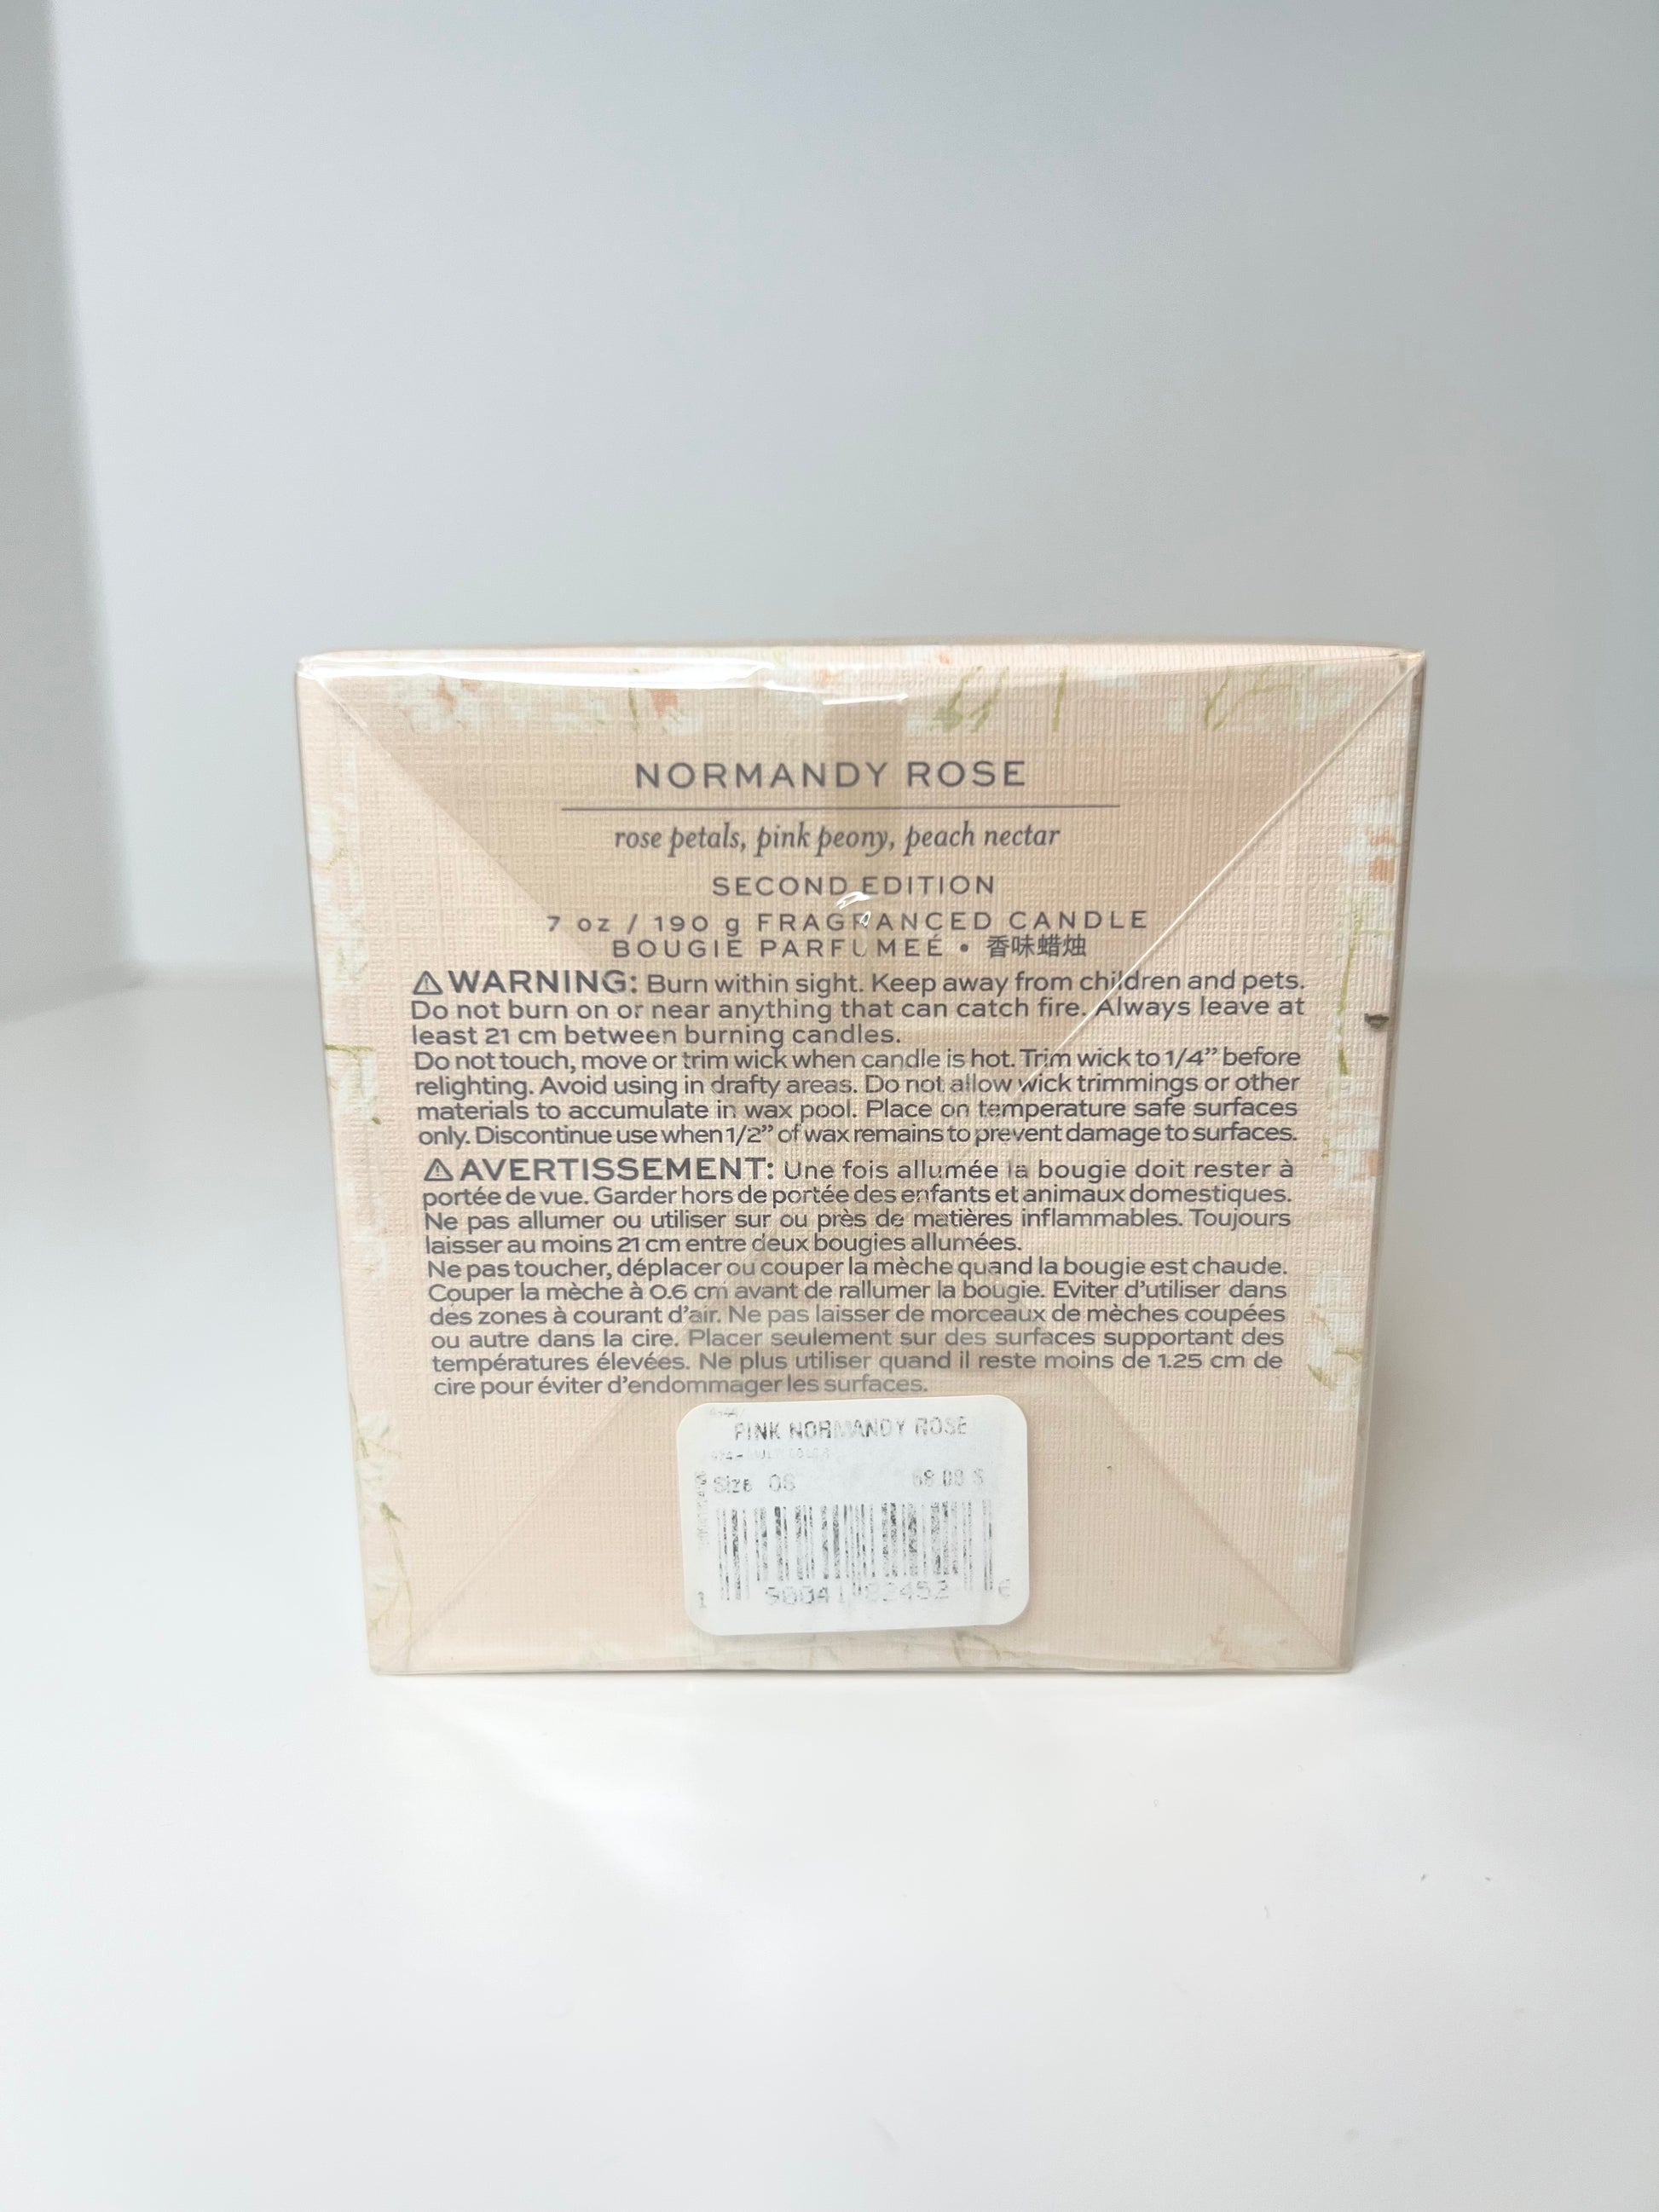 NORMANDY ROSE
rose petals, pink peony, peach nectar
SECOND EDITION
7 oz / 190 g FRAGRANCED CANDLE
BOUGIE PARFUMEÉ • 香味蜡烛
⚠WARNING: Burn within sight. Keep away from children and pets.
Do not burn on or near anything that can catch fire. Always leave at
least 21 cm between burning candles.
Do not touch, move or trim wick when candle is hot. Trim wick to 1/4” before
relighting. Avoid using in drafty areas. Do not allow wick trimmings or other
materials to accumulate in wax pool. Place on temperature safe surfaces
only. Discontinue use when 1/2” of wax remains to prevent damage to surfaces.
⚠AVERTISSEMENT: Une fois allumée la bougie doit rester à
portée de vue. Garder hors de portée des enfants et animaux domestiques.
Ne pas allumer ou utiliser sur ou près de matières inflammables. Toujours
laisser au moins 21 cm entre deux bougies allumées.
Ne pas toucher, déplacer ou couper la mèche quand la bougie est chaude.
Couper la mèche à 0.6 cm avant de rallumer la bougie. Eviter d’utiliser dans
des zones à courant d’air. Ne pas laisser de morceaux de mèches coupées
ou autre dans la cire. Placer seulement sur des surfaces supportant des
températures élevées. Ne plus utiliser quand il reste moins de 1.25 cm de
cire pour éviter d’endommager les surfaces.
PINK NORMANDY ROSE
Size OS